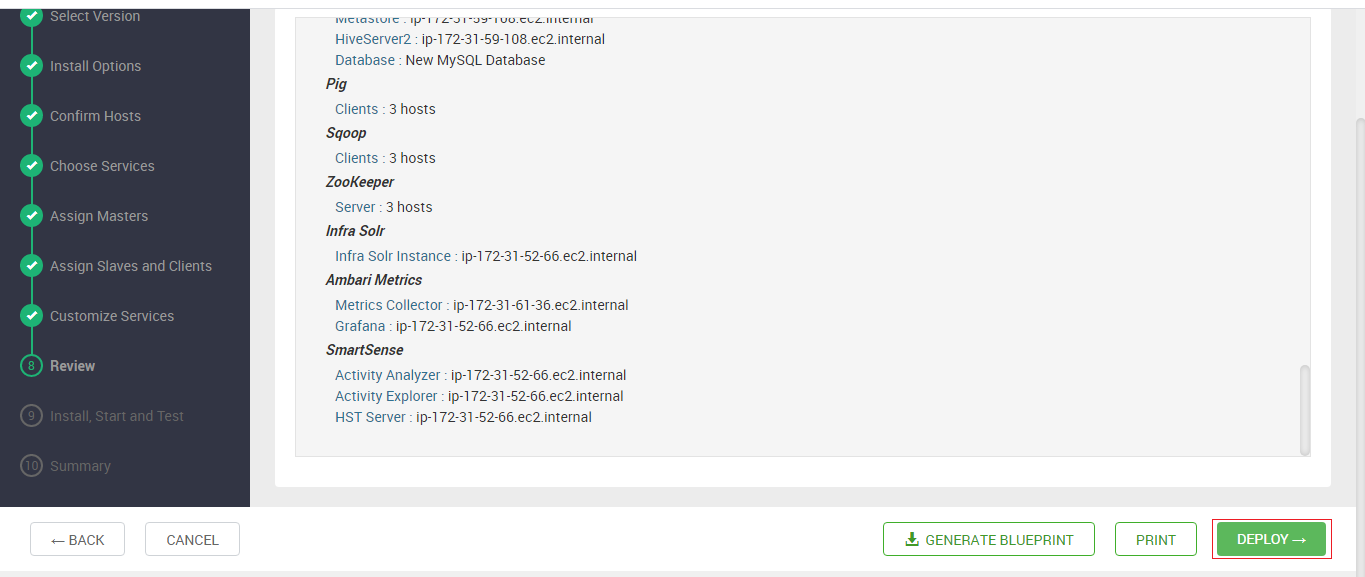 Select Version
Install Options
Confirm Hosts
Choose Services
Assign Masters
Assign Slaves and Clients
Customize Services
8 Review
9 Install, Start and Test
10 Summary
Metastore : ip-172-31-59-108.ec2.internal
HiveServer2 : ip-172-31-59-108.ec2.internal
Database : New MySQL Database
Pig
Clients : 3 hosts
Sqoop
Clients : 3 hosts
ZooKeeper
Server : 3 hosts
Infra Solr
Infra Solr Instance : ip-172-31-52-66.ec2.internal
Ambari Metrics
Metrics Collector : ip-172-31-61-36.ec2.internal
Grafana : ip-172-31-52-66.ec2.internal
SmartSense
Activity Analyzer : ip-172-31-52-66.ec2.internal
Activity Explorer : ip-172-31-52-66.ec2.internal
HST Server : ip-172-31-52-66.ec2.internal
← BACK
CANCEL
GENERATE BLUEPRINT
PRINT
DEPLOY →